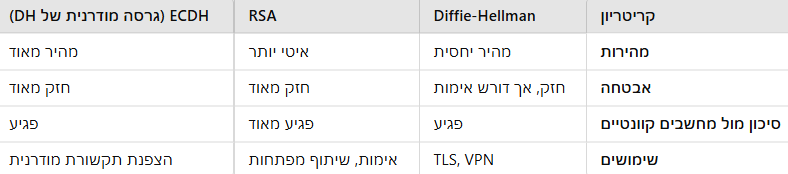 קריטריון Diffie-Hellman RSA ECDH (גרסה מודרנית של DH)
מהירות מהיר יחסית איטי יותר מהיר מאוד
אבטחה חזק, אך דורש אימות חזק מאוד חזק מאוד
סיכון מול מחשבים קוונטיים פגיע פגיע מאוד פגיע
שימושים TLS, VPN אימות, שיתוף מפתחות הצפנת תקשורת מודרנית